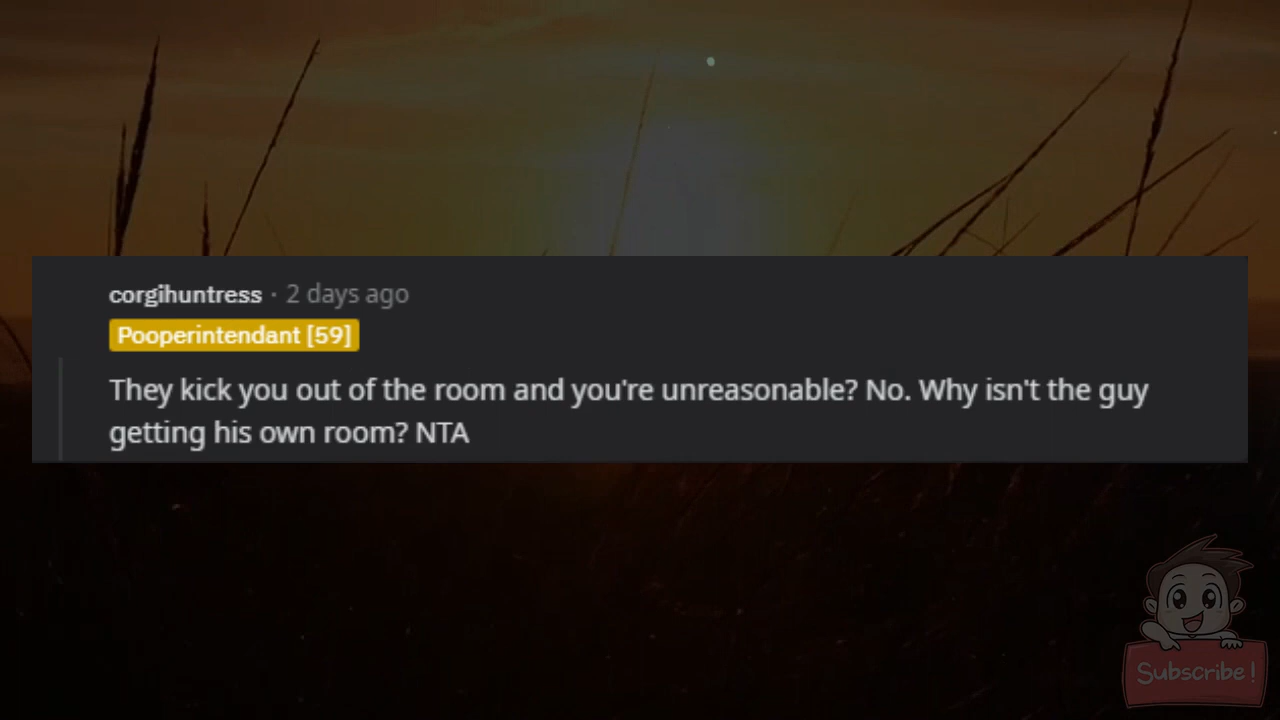 corgihuntress · 2 days ago
Pooperintendant [59]
They kick you out of the room and you're unreasonable? No. Why isn't the guy
getting his own room? NTA
Subscribe !